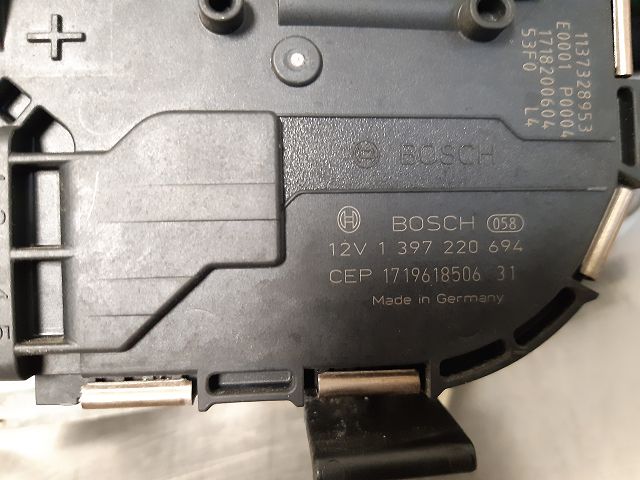 1137328953
E0001 P0004
1718200604
53F0 L4
BOSCH
BOSCH 058
12V 1 397 220 694
CEP 1719618506 31
Made in Germany